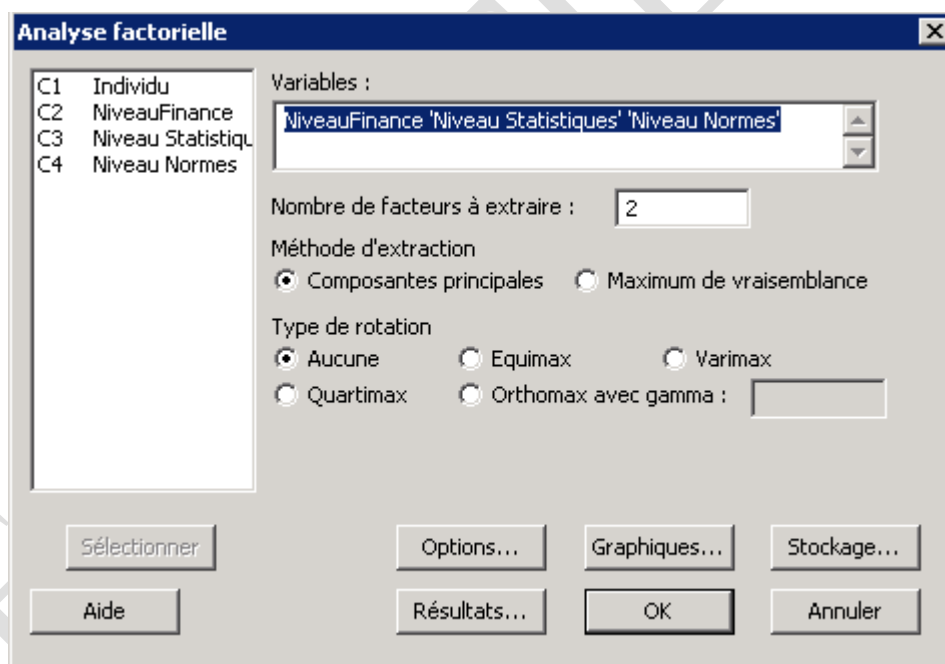 Analyse factorielle
C1 Individu
C2 NiveauFinance
C3 Niveau Statistiqu
C4 Niveau Normes
Variables :
NiveauFinance 'Niveau Statistiques' 'Niveau Normes'
Nombre de facteurs à extraire : 2
Méthode d'extraction
Composantes principales Maximum de vraisemblance
Type de rotation
Aucune Equimax Varimax
Quartimax Orthomax avec gamma :
Sélectionner Options... Graphiques... Stockage...
Aide Résultats... OK Annuler